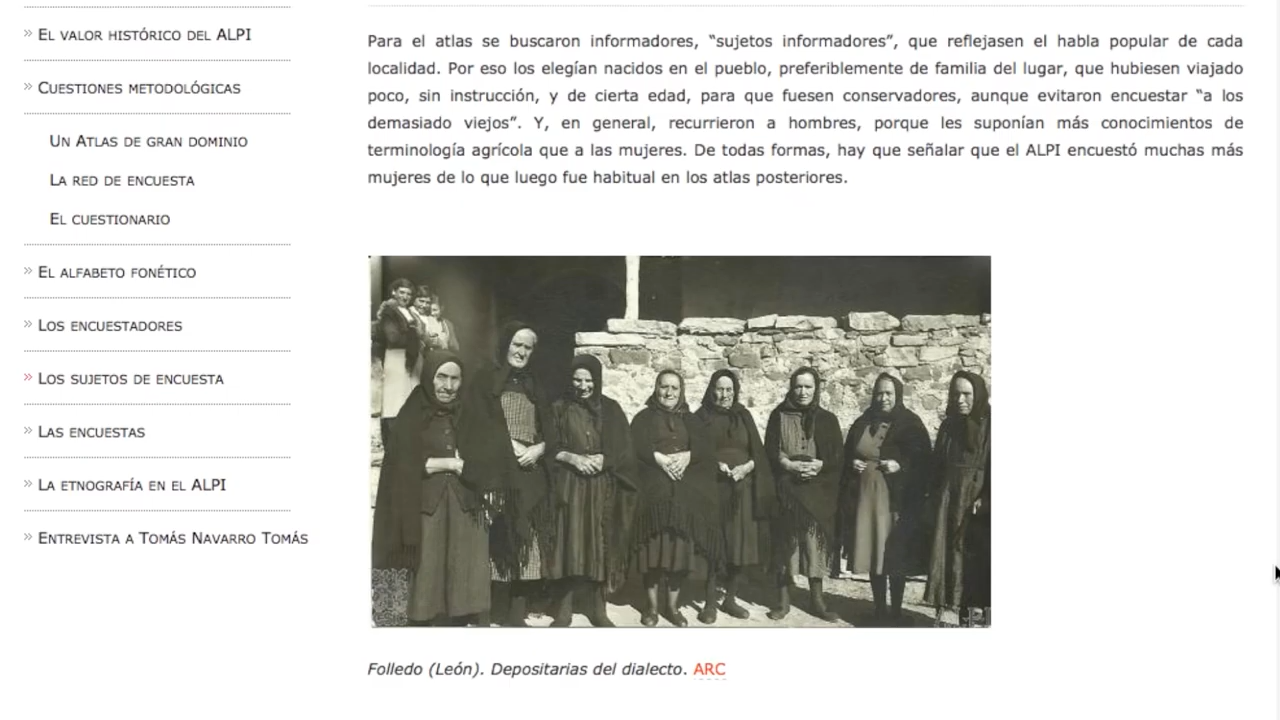 » El valor histórico del ALPI
» Cuestiones metodológicas
Un Atlas de gran dominio
La red de encuesta
El cuestionario
» El alfabeto fonético
» Los encuestadores
» Los sujetos de encuesta
» Las encuestas
» La etnografía en el ALPI
» Entrevista a Tomás Navarro Tomás
Para el atlas se buscaron informadores, “sujetos informadores”, que reflejasen el habla popular de cada
localidad. Por eso los elegían nacidos en el pueblo, preferiblemente de familia del lugar, que hubiesen viajado
poco, sin instrucción, y de cierta edad, para que fuesen conservadores, aunque evitaron encuestar “a los
demasiado viejos”. Y, en general, recurrieron a hombres, porque les suponían más conocimientos de
terminología agrícola que a las mujeres. De todas formas, hay que señalar que el ALPI encuestó muchas más
mujeres de lo que luego fue habitual en los atlas posteriores.
Folledo (León). Depositarias del dialecto. ARC